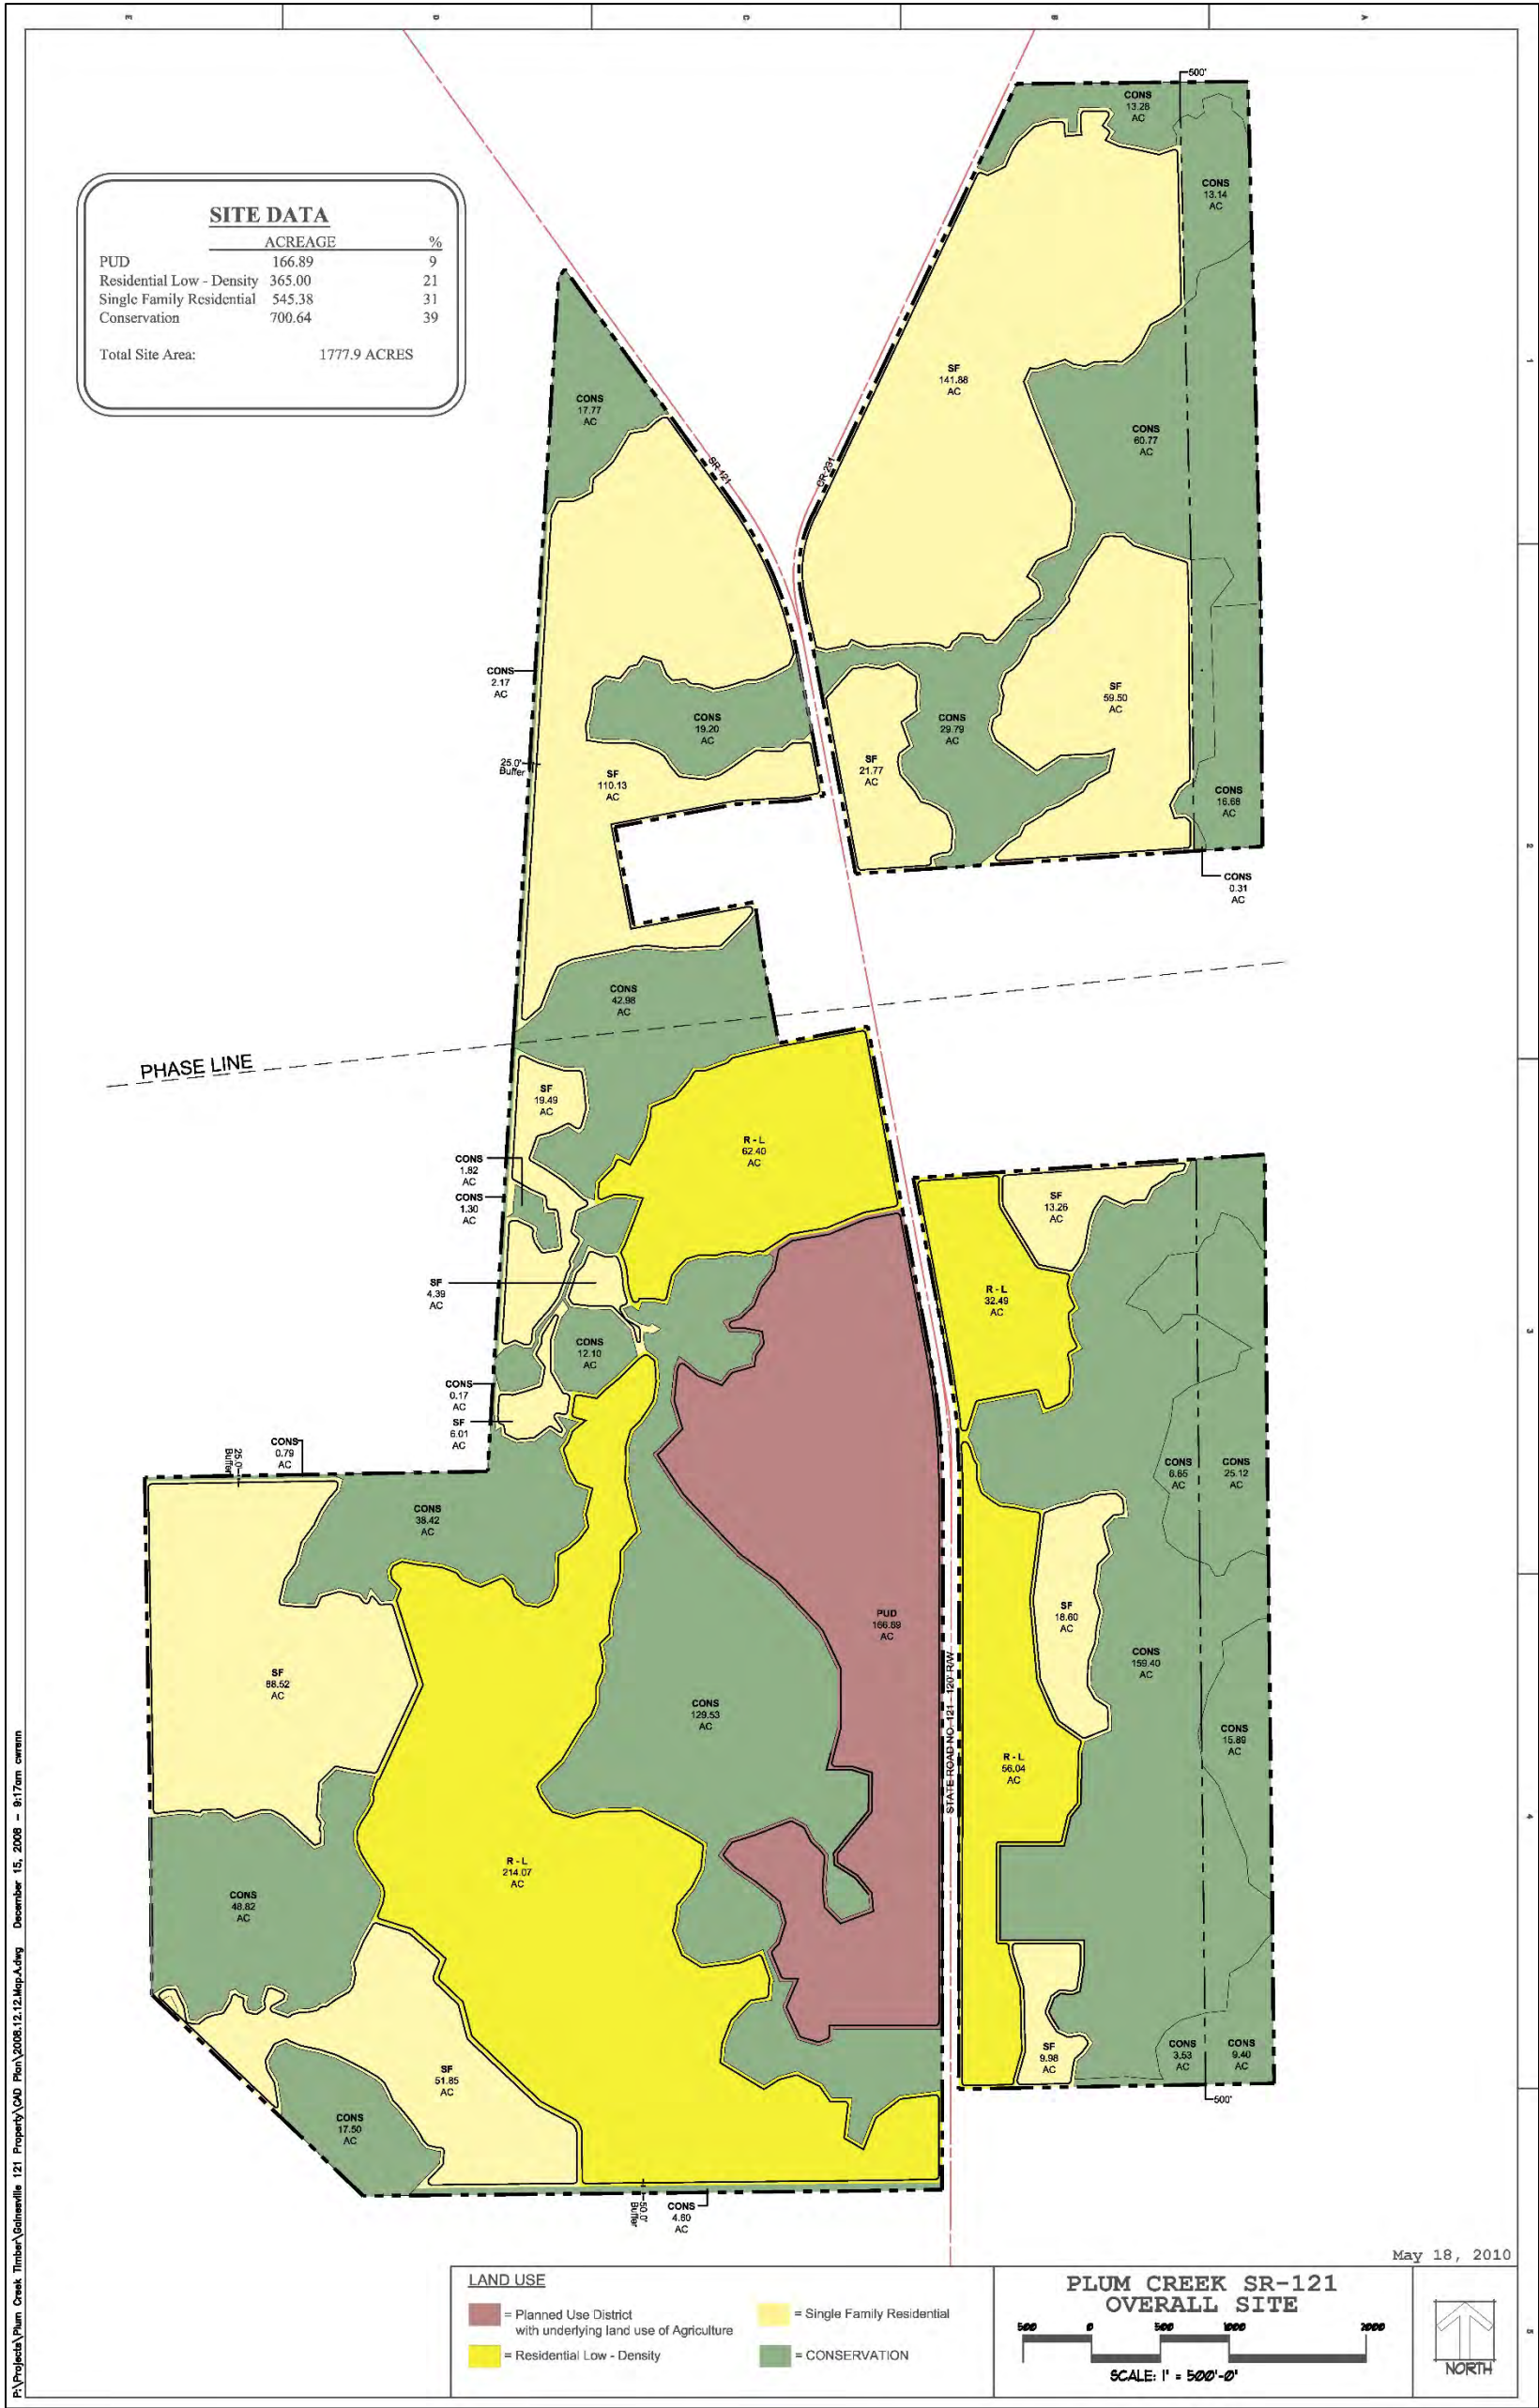 E D C B A
SITE DATA
ACREAGE %
PUD 166.89 9
Residential Low - Density 365.00 21
Single Family Residential 545.38 31
Conservation 700.64 39
Total Site Area: 1777.9 ACRES
500'
CONS
13.28
AC
CONS
13.14
AC
1
SF
141.88
AC
CONS
17.77
AC
CONS
60.77
AC
SR-121
CR-231
CONS
2.17
AC
SF
59.50
AC
CONS
19.20
AC
CONS
29.79
AC
25.0'
Buffer
SF
110.13
AC
SF
21.77
AC
CONS
16.68
AC
2
CONS
0.31
AC
CONS
42.98
AC
PHASE LINE
SF
19.49
AC
R - L
62.40
AC
CONS
1.82
AC
CONS
1.30
AC
SF
13.26
AC
SF
4.39
AC
R - L
32.49
AC
3
CONS
12.10
AC
CONS
0.17
AC
SF
6.01
AC
25.0'
Buffer
CONS
0.79
AC
CONS
6.65
AC
CONS
25.12
AC
CONS
38.42
AC
PUD
166.89
AC
SF
18.60
AC
CONS
159.40
AC
SF
88.52
AC
CONS
129.53
AC
STATE ROAD NO. 121 - 120' R/W
CONS
15.89
AC
R - L
56.04
AC
4
R - L
214.07
AC
CONS
48.82
AC
SF
51.85
AC
SF
9.98
AC
CONS
3.53
AC
CONS
9.40
AC
500'
CONS
17.50
AC
50.0'
Buffer
CONS
4.60
AC
P:\Projects\Plum Creek Timber\Gainesville 121 Property\CAD Plan\2008.12.12.MapA.dwg December 15, 2008 - 9:17am cwrenn
May 18, 2010
LAND USE
= Planned Use District
with underlying land use of Agriculture
= Single Family Residential
= Residential Low - Density
= CONSERVATION
PLUM CREEK SR-121
OVERALL SITE
500 0 500 1000 2000
SCALE: 1" = 500'-0"
NORTH
5